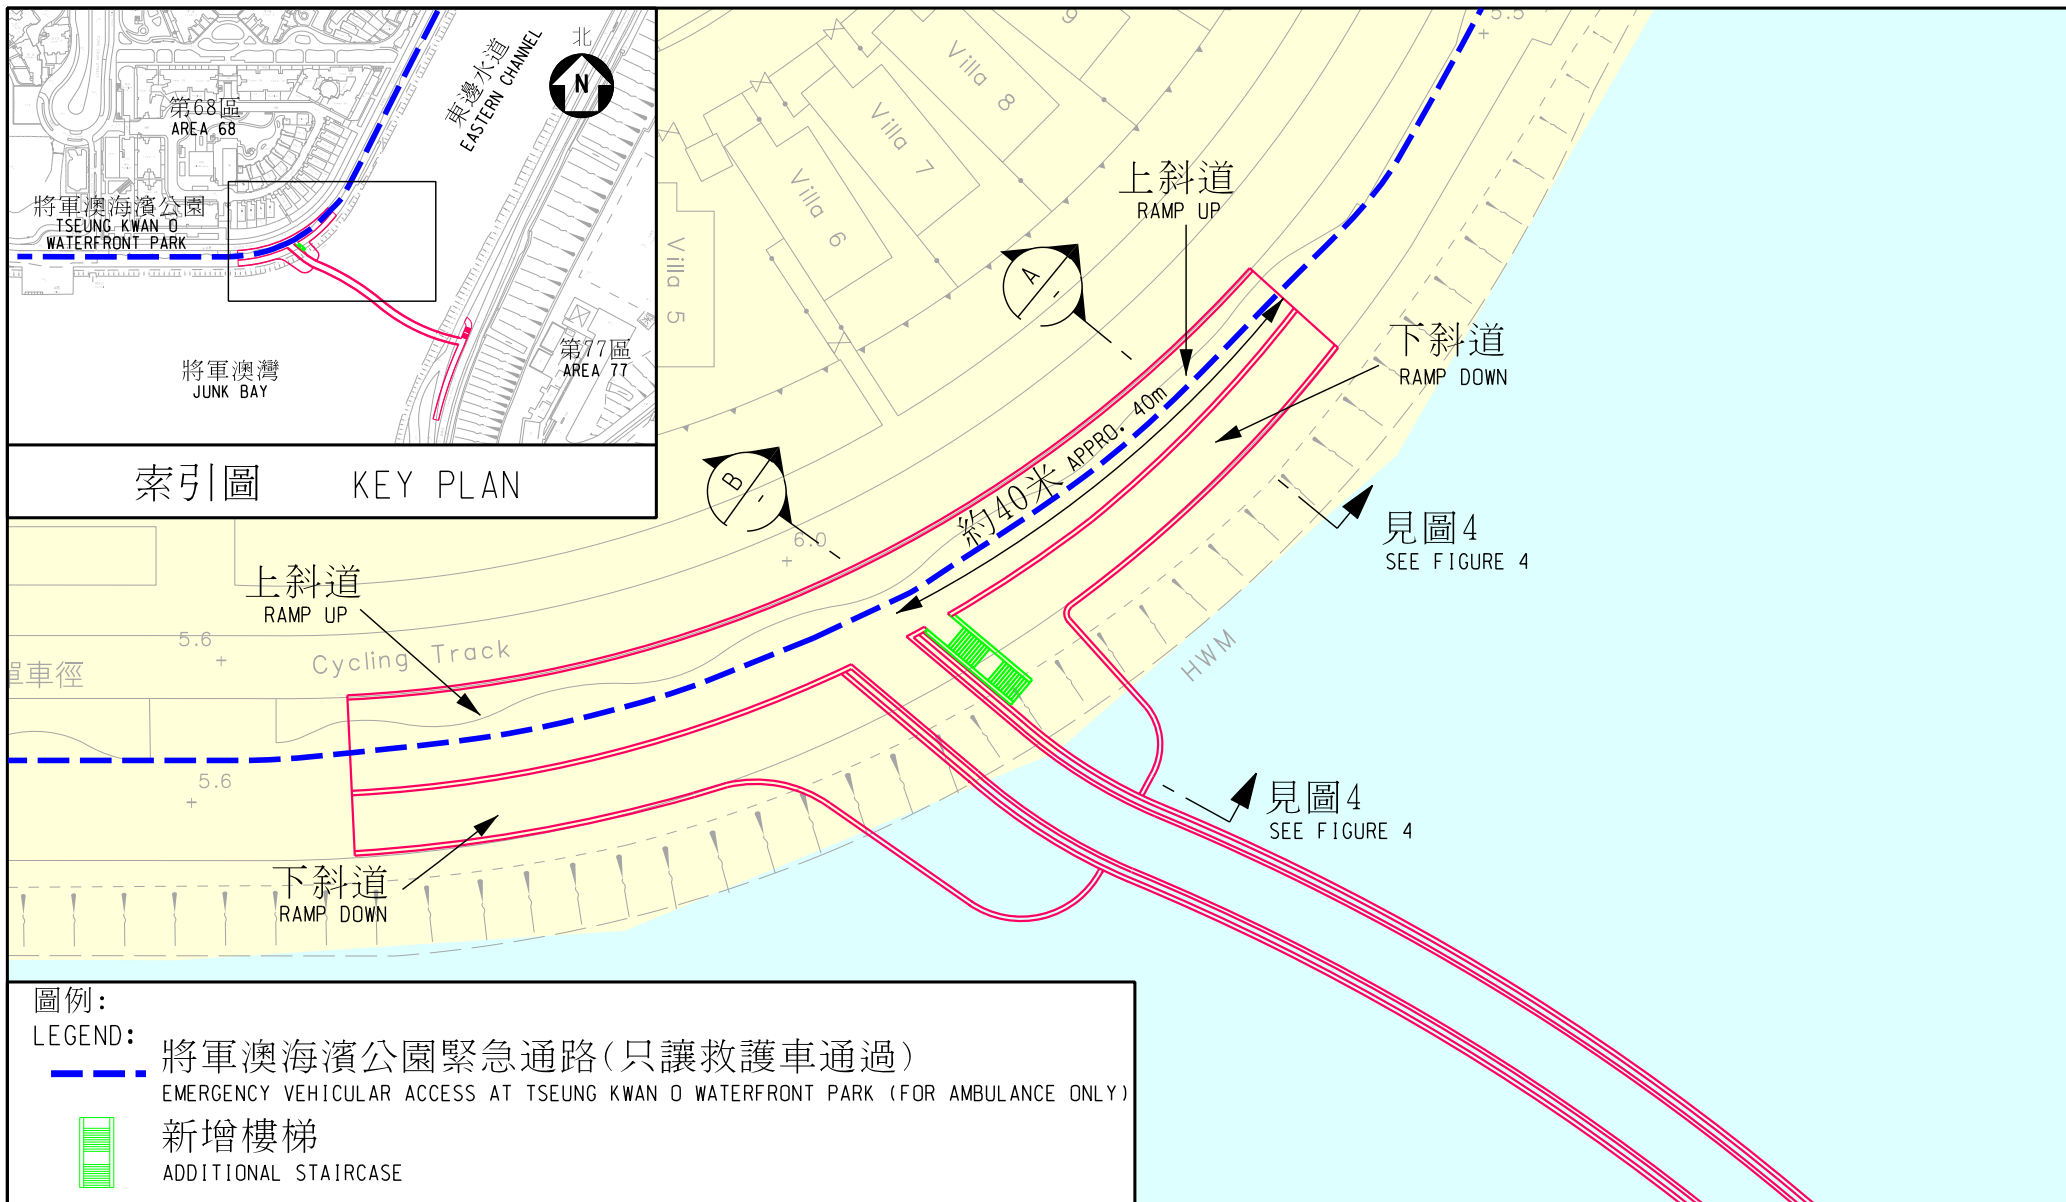 北
N
東邊水道
EASTERN CHANNEL
第68區
AREA 68
將軍澳海濱公園
TSEUNG KWAN O
WATERFRONT PARK
第77區
AREA 77
將軍澳灣
JUNK BAY
索引圖 KEY PLAN
5.5
9
Villa 8
Villa 7
Villa 6
Villa 5
上斜道
RAMP UP
A
-
下斜道
RAMP DOWN
約40米 APPRO. 40m
B
-
6.0
見圖4
SEE FIGURE 4
上斜道
RAMP UP
5.6
Cycling Track
單車徑
HWM
5.6
見圖4
SEE FIGURE 4
下斜道
RAMP DOWN
圖例:
LEGEND:
將軍澳海濱公園緊急通路(只讓救護車通過)
EMERGENCY VEHICULAR ACCESS AT TSEUNG KWAN O WATERFRONT PARK (FOR AMBULANCE ONLY)
新增樓梯
ADDITIONAL STAIRCASE